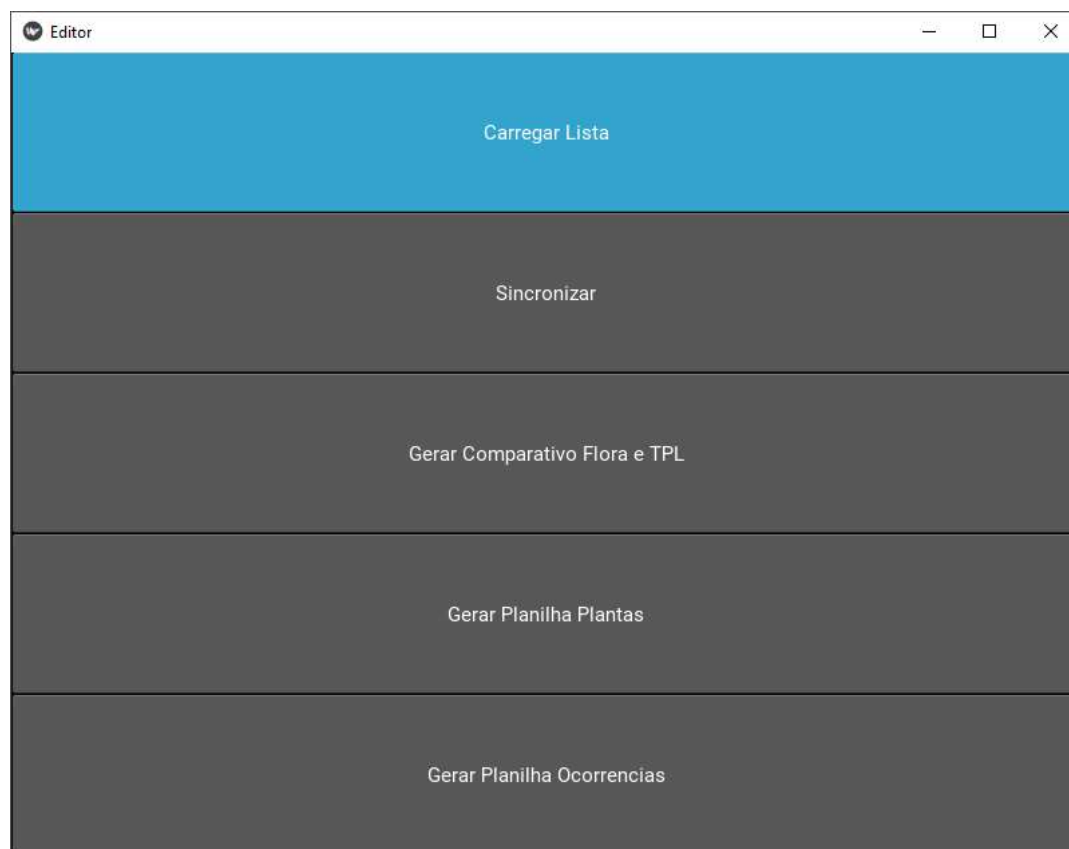 Editor
Carregar Lista
Sincronizar
Gerar Comparativo Flora e TPL
Gerar Planilha Plantas
Gerar Planilha Ocorrencias